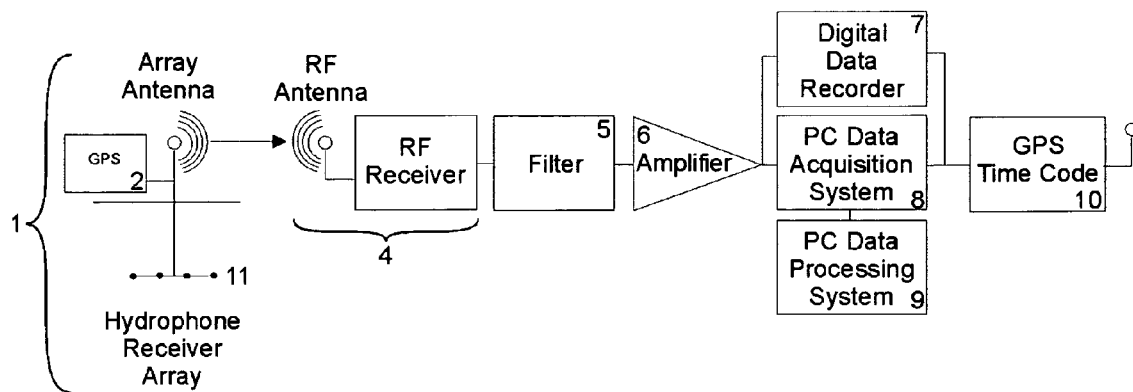 1
Array
Antenna
GPS
2
11
Hydrophone
Receiver
Array
RF
Antenna
RF
Receiver
4
5
Filter
6
Amplifier
7
Digital
Data
Recorder
PC Data
Acquisition
System
8
PC Data
Processing
System
9
GPS
Time Code
10